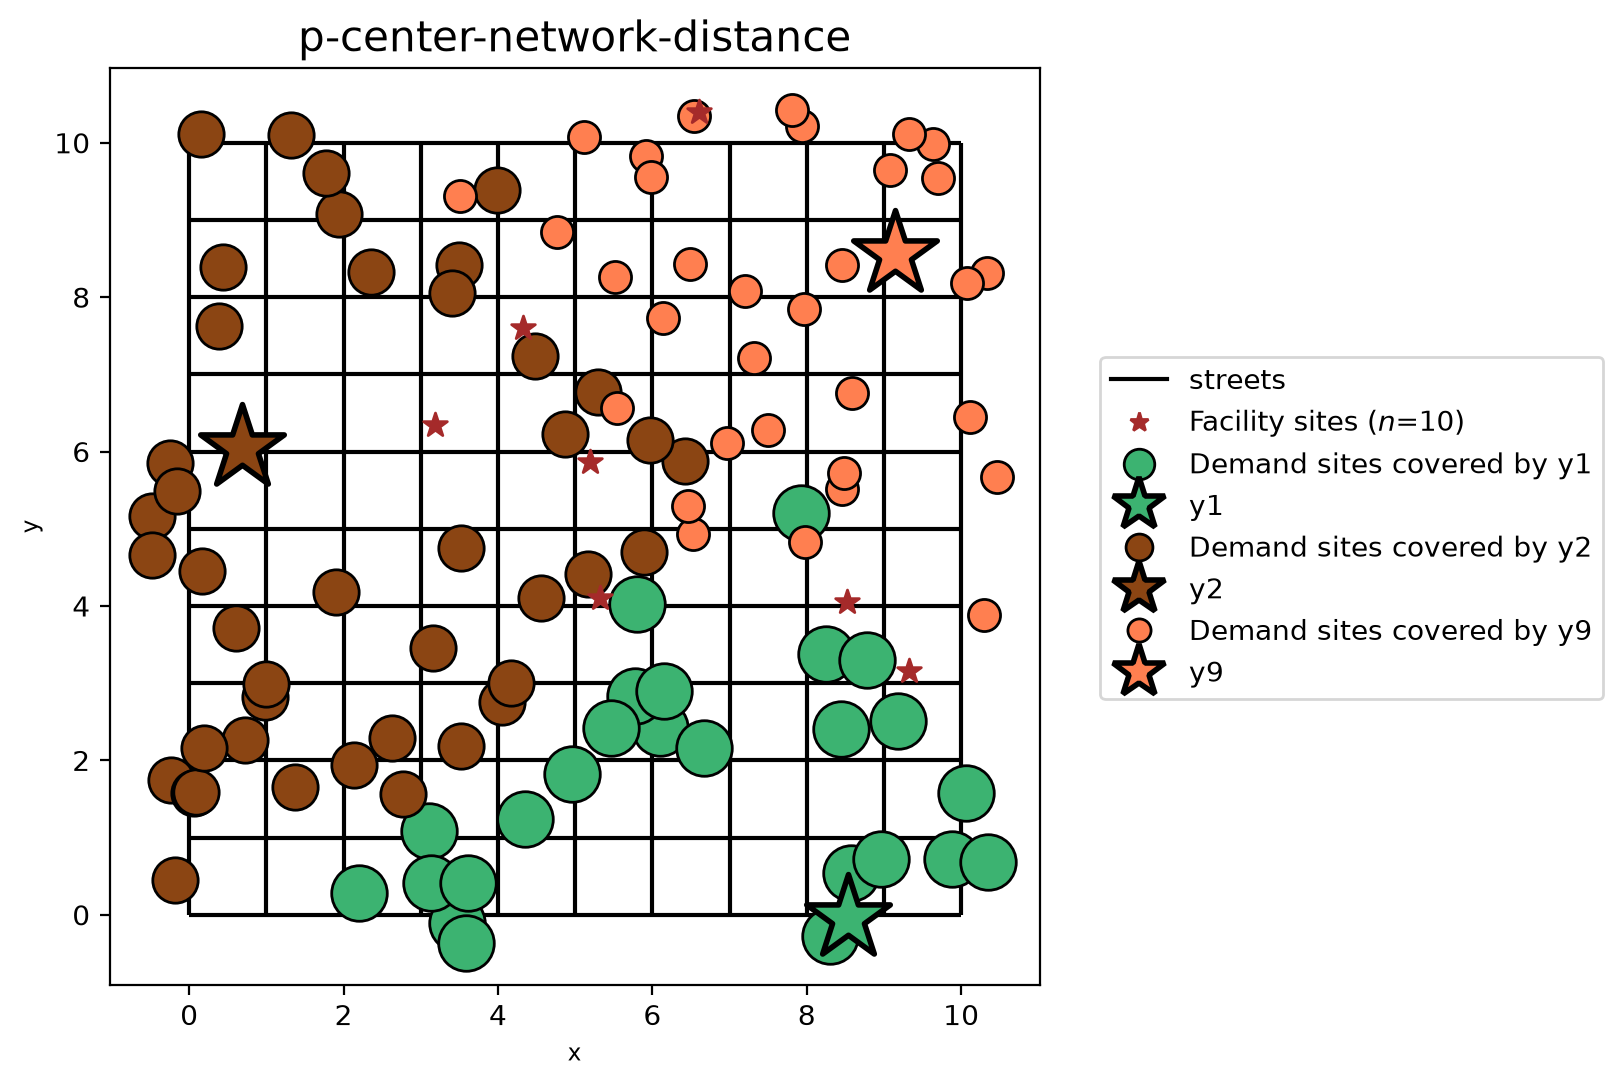 p-center-network-distance
10
8
6
4
2
0
y
0 2 4 6 8 10
x
streets
Facility sites (n=10)
Demand sites covered by y1
y1
Demand sites covered by y2
y2
Demand sites covered by y9
y9